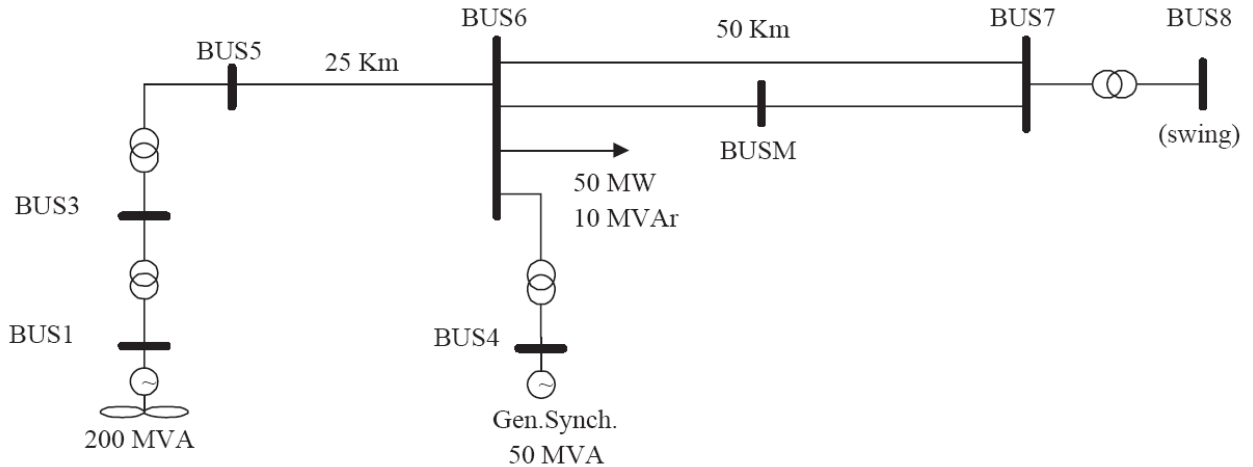 BUS6
BUS7
BUS8
BUS5
25 Km
50 Km
BUSM
(swing)
50 MW
10 MVAr
BUS3
BUS1
BUS4
~
~
200 MVA
Gen.Synch.
50 MVA